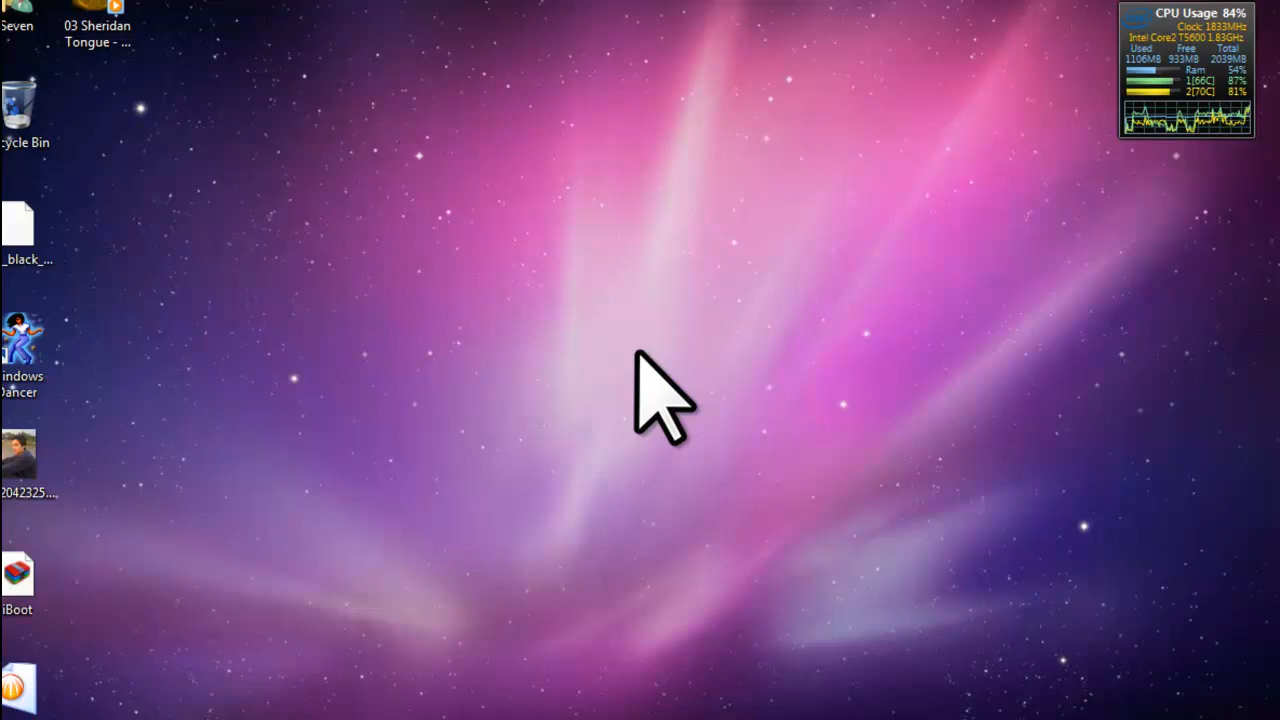 Seven
03 Sheridan
Tongue - ...
cycle Bin
_black_...
indows
Dancer
2042325...
iBoot
CPU Usage 84%
Clock: 1833MHz
Intel Core2 T5600 1.83GHz
Used Free Total
1106MB 933MB 2039MB
Ram 54%
1[66C] 87%
2[70C] 81%